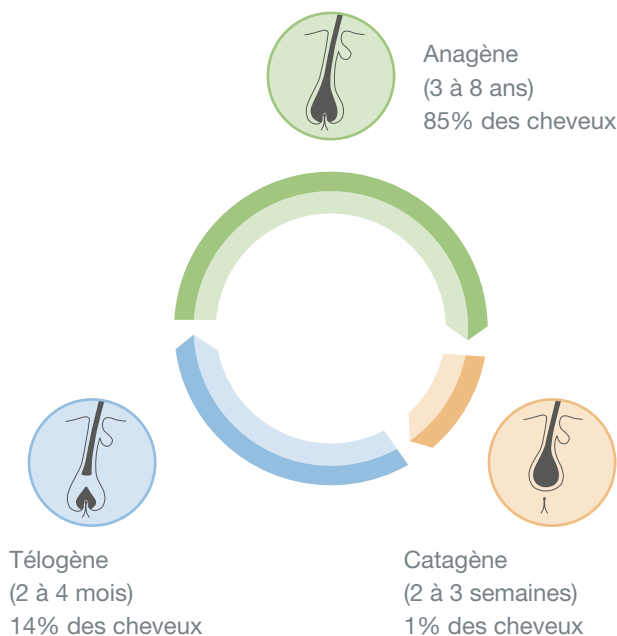 Anagène
(3 à 8 ans)
85% des cheveux
Télogène
(2 à 4 mois)
14% des cheveux
Catagène
(2 à 3 semaines)
1% des cheveux